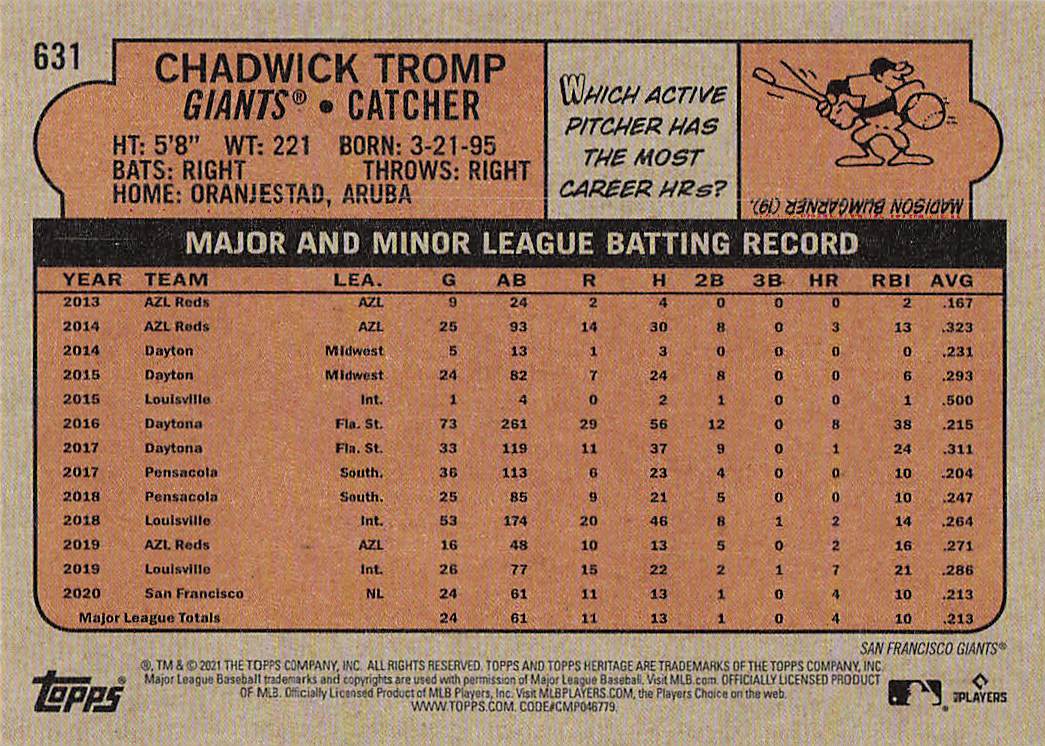 631
CHADWICK TROMP
GIANTS® • CATCHER
HT: 5'8" WT: 221 BORN: 3-21-95
BATS: RIGHT THROWS: RIGHT
HOME: ORANJESTAD, ARUBA
WHICH ACTIVE
PITCHER HAS
THE MOST
CAREER HRs?
MADISON BUMGARNER (19).
MAJOR AND MINOR LEAGUE BATTING RECORD
YEAR TEAM LEA. G AB R H 2B 3B HR RBI AVG
2013 AZL Reds AZL 9 24 2 4 0 0 0 2 .167
2014 AZL Reds AZL 25 93 14 30 8 0 3 13 .323
2014 Dayton Midwest 5 13 1 3 0 0 0 0 .231
2015 Dayton Midwest 24 82 7 24 8 0 0 6 .293
2015 Louisville Int. 1 4 0 2 1 0 0 1 .500
2016 Daytona Fla. St. 73 261 29 56 12 0 8 38 .215
2017 Daytona Fla. St. 33 119 11 37 9 0 1 24 .311
2017 Pensacola South. 36 113 6 23 4 0 0 10 .204
2018 Pensacola South. 25 85 9 21 5 0 0 10 .247
2018 Louisville Int. 53 174 20 46 8 1 2 14 .264
2019 AZL Reds AZL 16 48 10 13 5 0 2 16 .271
2019 Louisville Int. 26 77 15 22 2 1 7 21 .286
2020 San Francisco NL 24 61 11 13 1 0 4 10 .213
Major League Totals 24 61 11 13 1 0 4 10 .213
SAN FRANCISCO GIANTS®
®, TM & © 2021 THE TOPPS COMPANY, INC. ALL RIGHTS RESERVED. TOPPS AND TOPPS HERITAGE ARE TRADEMARKS OF THE TOPPS COMPANY, INC.
Major League Baseball trademarks and copyrights are used with permission of Major League Baseball. Visit MLB.com. OFFICIALLY LICENSED PRODUCT
OF MLB. Officially Licensed Product of MLB Players, Inc. Visit MLBPLAYERS.COM, the Players Choice on the web.
WWW.TOPPS.COM. CODE#CMP046779.
topps®
MLBPLAYERS